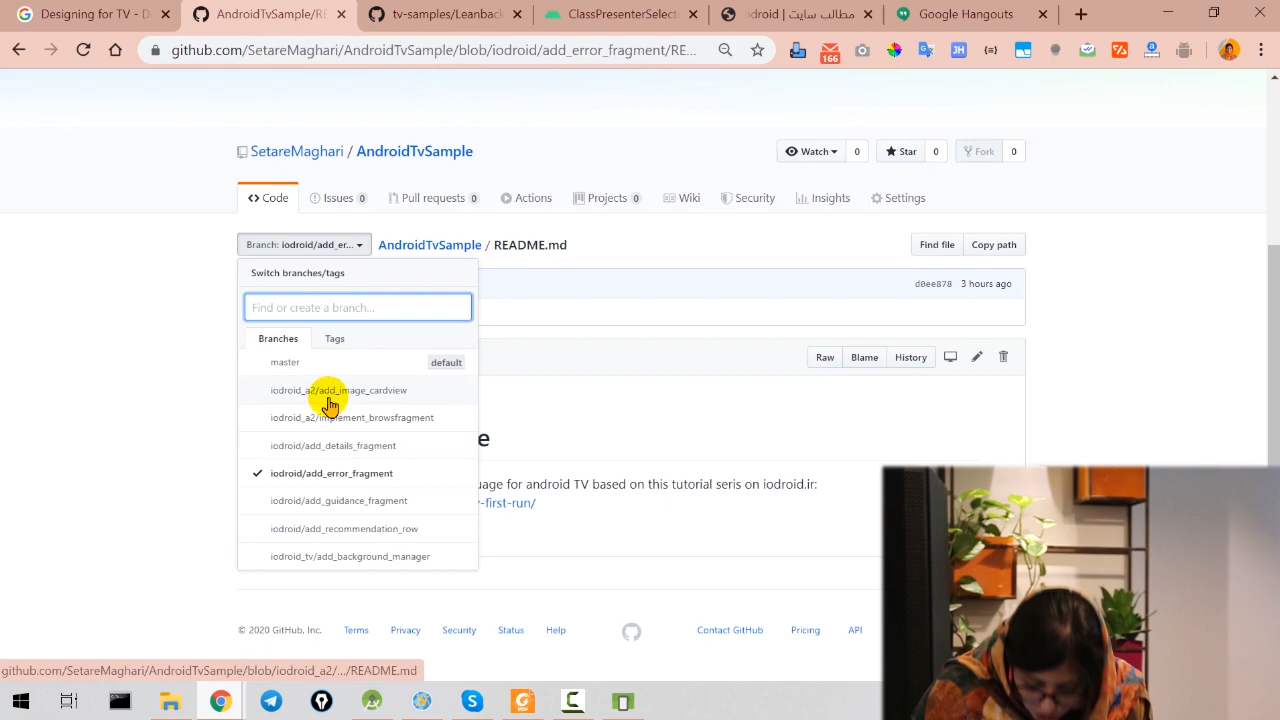 Designing for TV - D
AndroidTvSample/RE
tv-samples/Leanback
ClassPresenterSelect
مطالب سایت | iodroid
Google Hangouts
github.com/SetareMaghari/AndroidTvSample/blob/iodroid/add_error_fragment/RE...
166
JH
SetareMaghari / AndroidTvSample
Watch 0
Star 0
Fork 0
Code
Issues 0
Pull requests 0
Actions
Projects 0
Wiki
Security
Insights
Settings
Branch: iodroid/add_er...
AndroidTvSample / README.md
Find file
Copy path
Switch branches/tags
d0ee878 3 hours ago
Find or create a branch...
Branches
Tags
Raw
Blame
History
master
default
iodroid_a2/add_image_cardview
iodroid_a2/implement_browsfragment
iodroid/add_details_fragment
e
iodroid/add_error_fragment
uage for android TV based on this tutorial seris on iodroid.ir:
iodroid/add_guidance_fragment
y-first-run/
iodroid/add_recommendation_row
iodroid_tv/add_background_manager
© 2020 GitHub, Inc.
Terms
Privacy
Security
Status
Help
Contact GitHub
Pricing
API
github.com/SetareMaghari/AndroidTvSample/blob/iodroid_a2/.../README.md